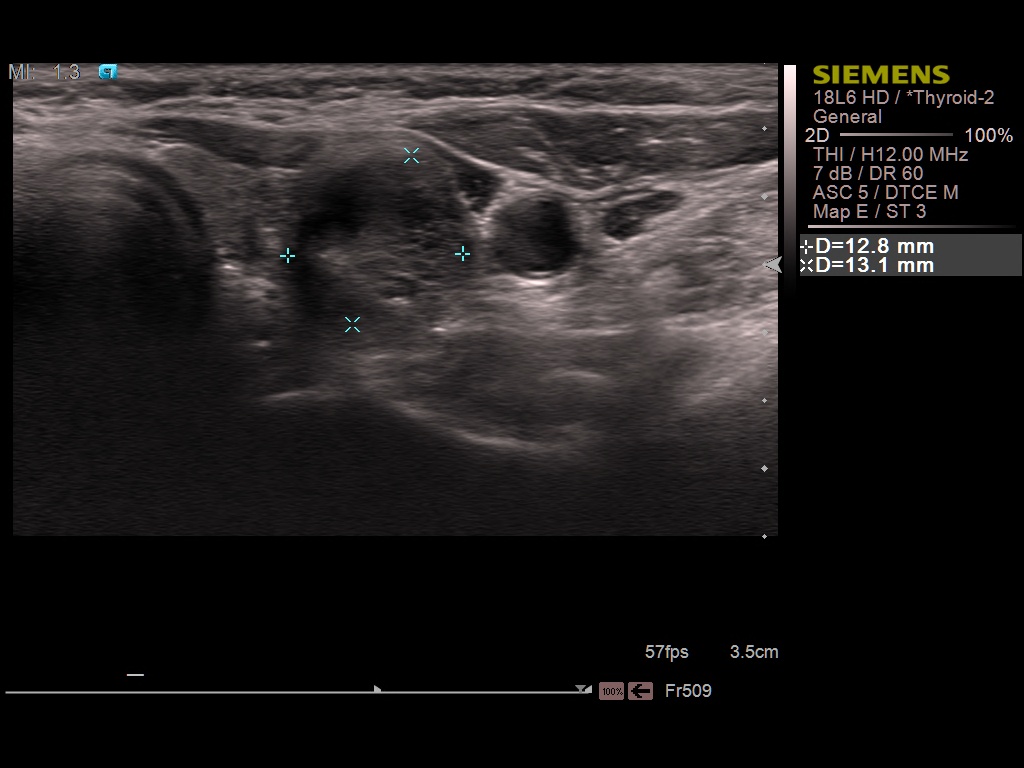 MI: 1.3
SIEMENS
18L6 HD / *Thyroid-2
General
2D 100%
THI / H12.00 MHz
7 dB / DR 60
ASC 5 / DTCE M
Map E / ST 3
D=12.8 mm
D=13.1 mm
57fps 3.5cm
100% Fr509